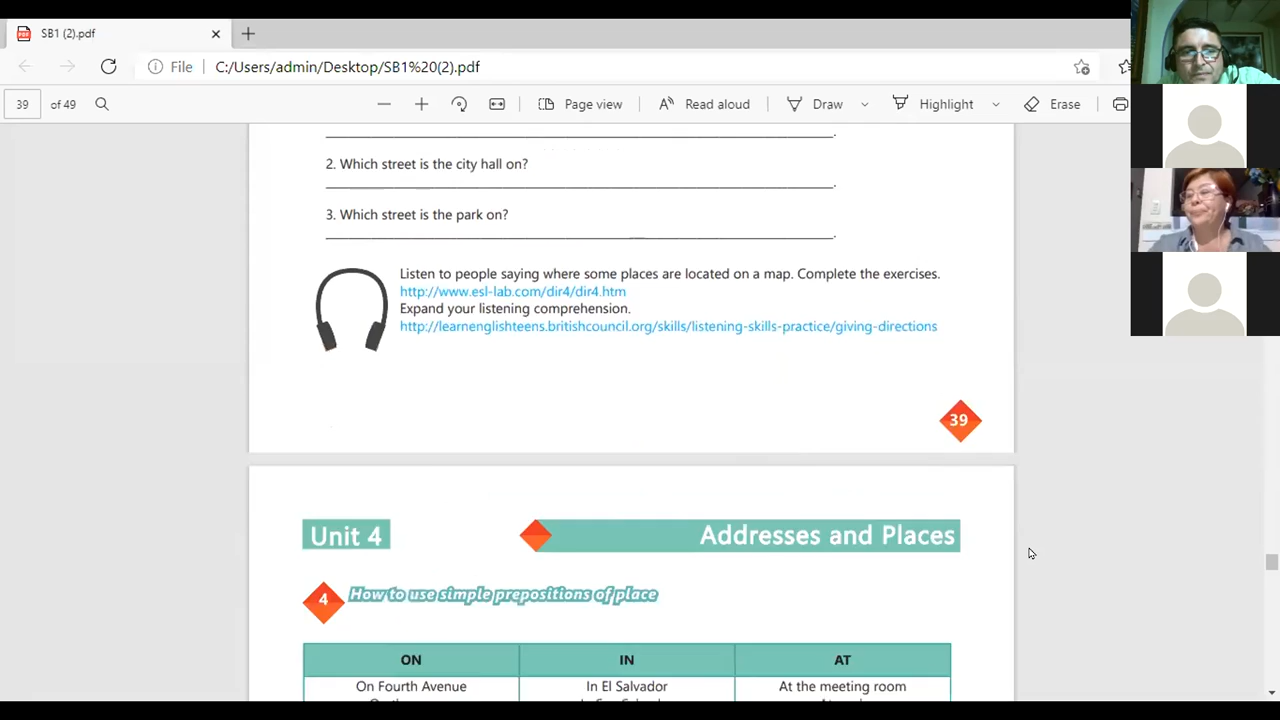 SB1 (2).pdf
File C:/Users/admin/Desktop/SB1%20(2).pdf
39 of 49 Page view Read aloud Draw Highlight Erase
2. Which street is the city hall on?
3. Which street is the park on?
Listen to people saying where some places are located on a map. Complete the exercises.
http://www.esl-lab.com/dir4/dir4.htm
Expand your listening comprehension.
http://learnenglishteens.britishcouncil.org/skills/listening-skills-practice/giving-directions
39
Unit 4 Addresses and Places
4 How to use simple prepositions of place
ON IN AT
On Fourth Avenue In El Salvador At the meeting room